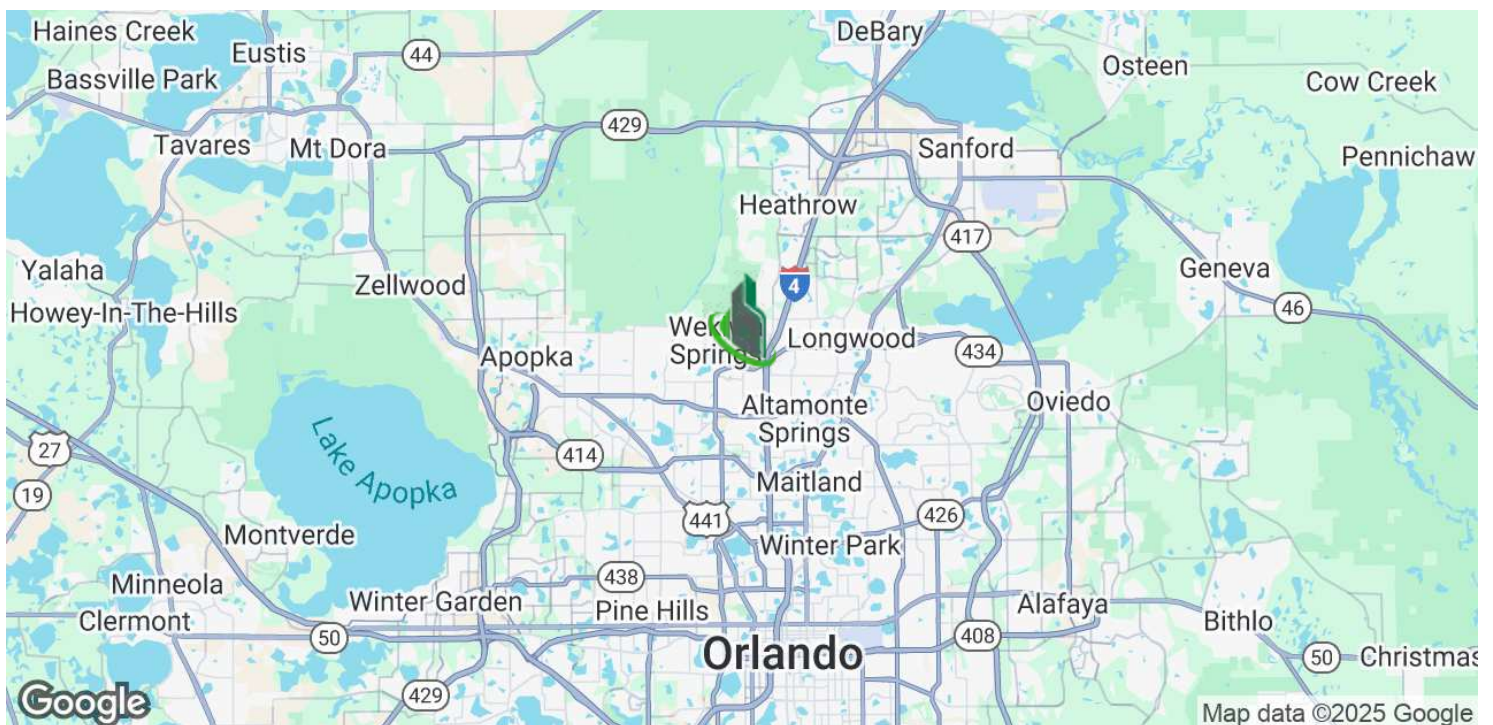 Haines Creek
Eustis
44
DeBary
Osteen
Cow Creek
Bassville Park
429
Tavares
Mt Dora
Sanford
Pennichaw
Heathrow
417
Yalaha
Zellwood
4
Geneva
Howey-In-The-Hills
46
Springs
Longwood
434
Apopka
Altamonte
Springs
Oviedo
27
Lake Apopka
414
19
Maitland
441
426
Montverde
Winter Park
Minneola
438
Winter Garden
Pine Hills
Alafaya
Clermont
50
Bithlo
Orlando
408
50
Christmas
429
Google
Map data ©2025 Google